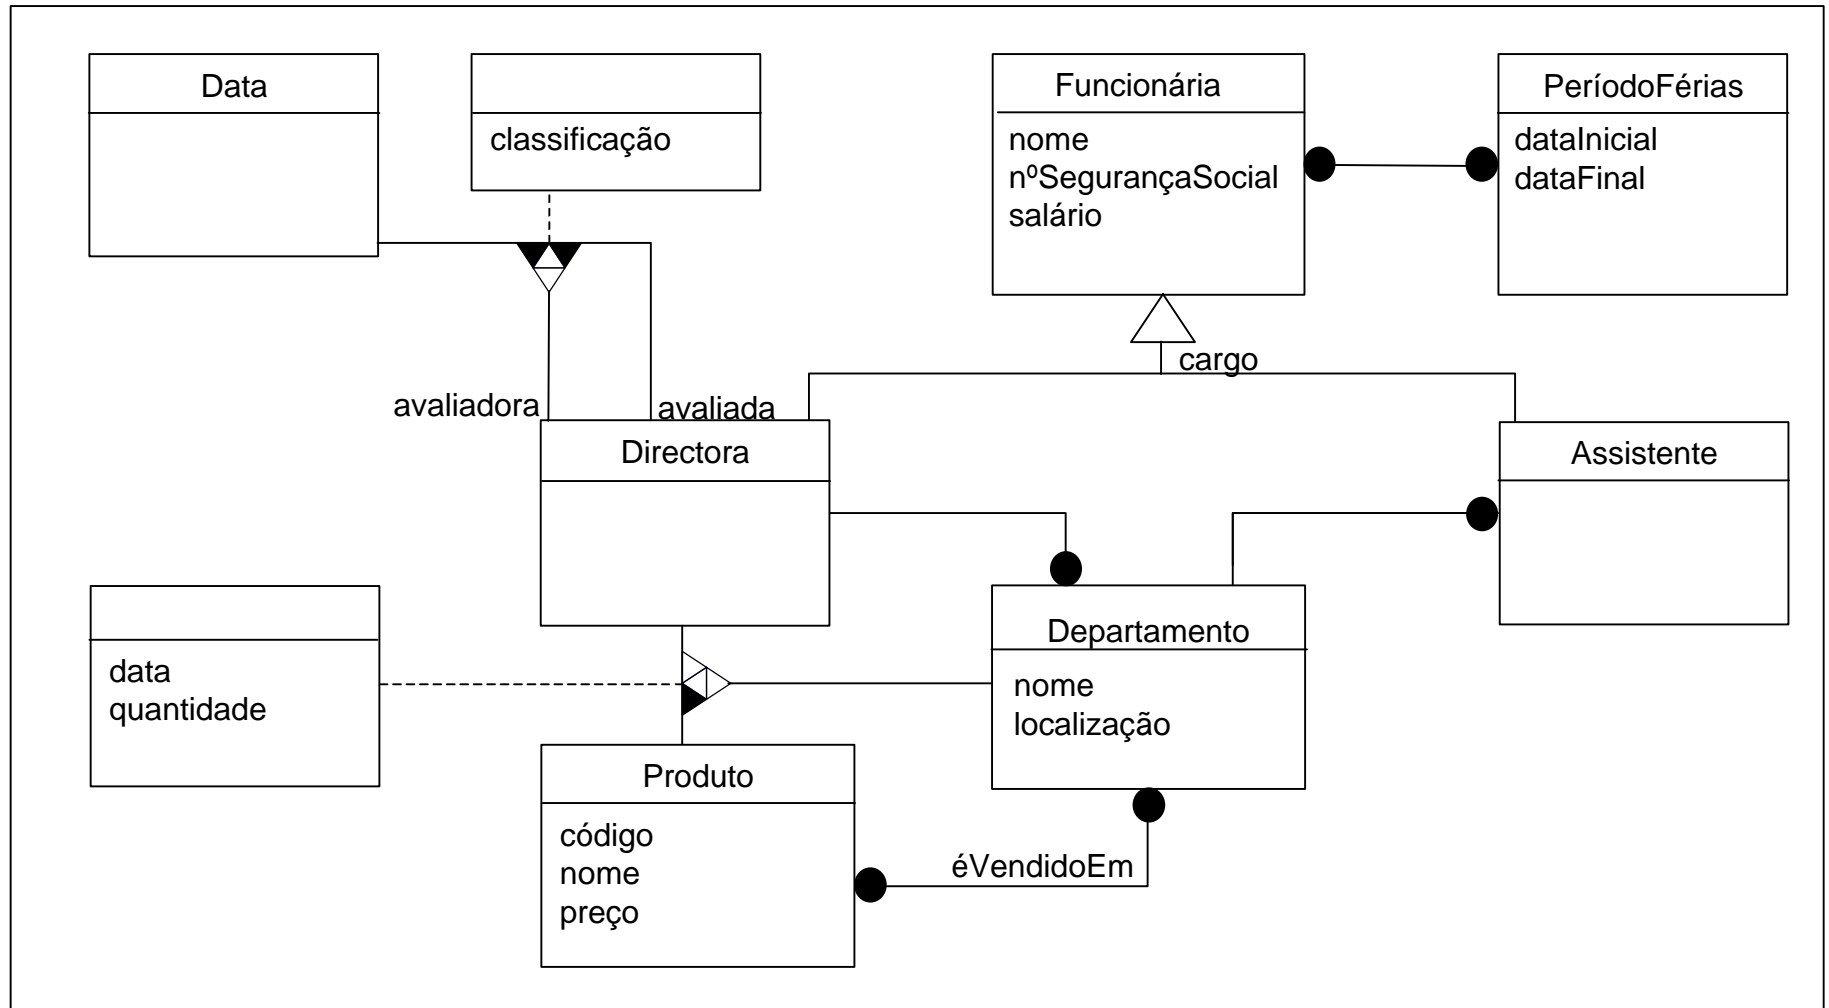 Data
classificação
Funcionária
nome
nºSegurançaSocial
salário
PeríodoFérias
dataInicial
dataFinal
cargo
avaliadora
avaliada
Directora
Assistente
data
quantidade
Departamento
nome
localização
Produto
código
nome
preço
éVendidoEm